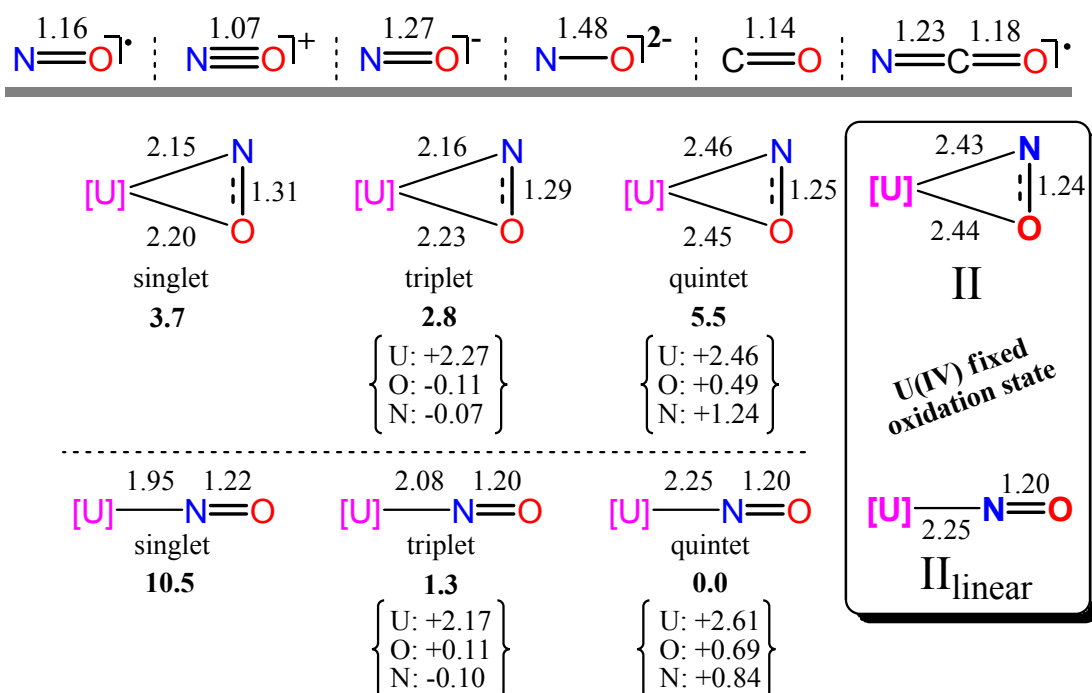 1.16 1.07 1.27 1.48 1.14 1.23 1.18
N O]• N O]+ N O]- N O]2- C O N C O]•
2.15 N 2.16 N 2.46 N 2.43 N
[U] 1.31 [U] 1.29 [U] 1.25 [U] 1.24
2.20 O 2.23 O 2.45 O 2.44 O
singlet triplet quintet II
3.7 2.8 5.5
U: +2.27 U: +2.46
O: -0.11 O: +0.49
N: -0.07 N: +1.24
U(IV) fixed
oxidation state
1.95 1.22 2.08 1.20 2.25 1.20 1.20
[U] N O [U] N O [U] N O [U] N O
2.25
singlet triplet quintet IIlinear
10.5 1.3 0.0
U: +2.17 U: +2.61
O: +0.11 O: +0.69
N: -0.10 N: +0.84